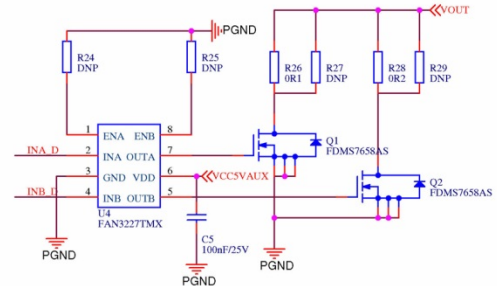 VOUT
PGND
R24
DNP
R25
DNP
R26
0R1
R27
DNP
R28
0R2
R29
DNP
1 ENA ENB 8
INA_D 2 INA OUTA 7
3 GND VDD 6 VCC5VAUX
INB_D 4 INB OUTB 5
U4
FAN3227TMX
Q1
FDMS7658AS
Q2
FDMS7658AS
C5
100nF/25V
PGND
PGND
PGND